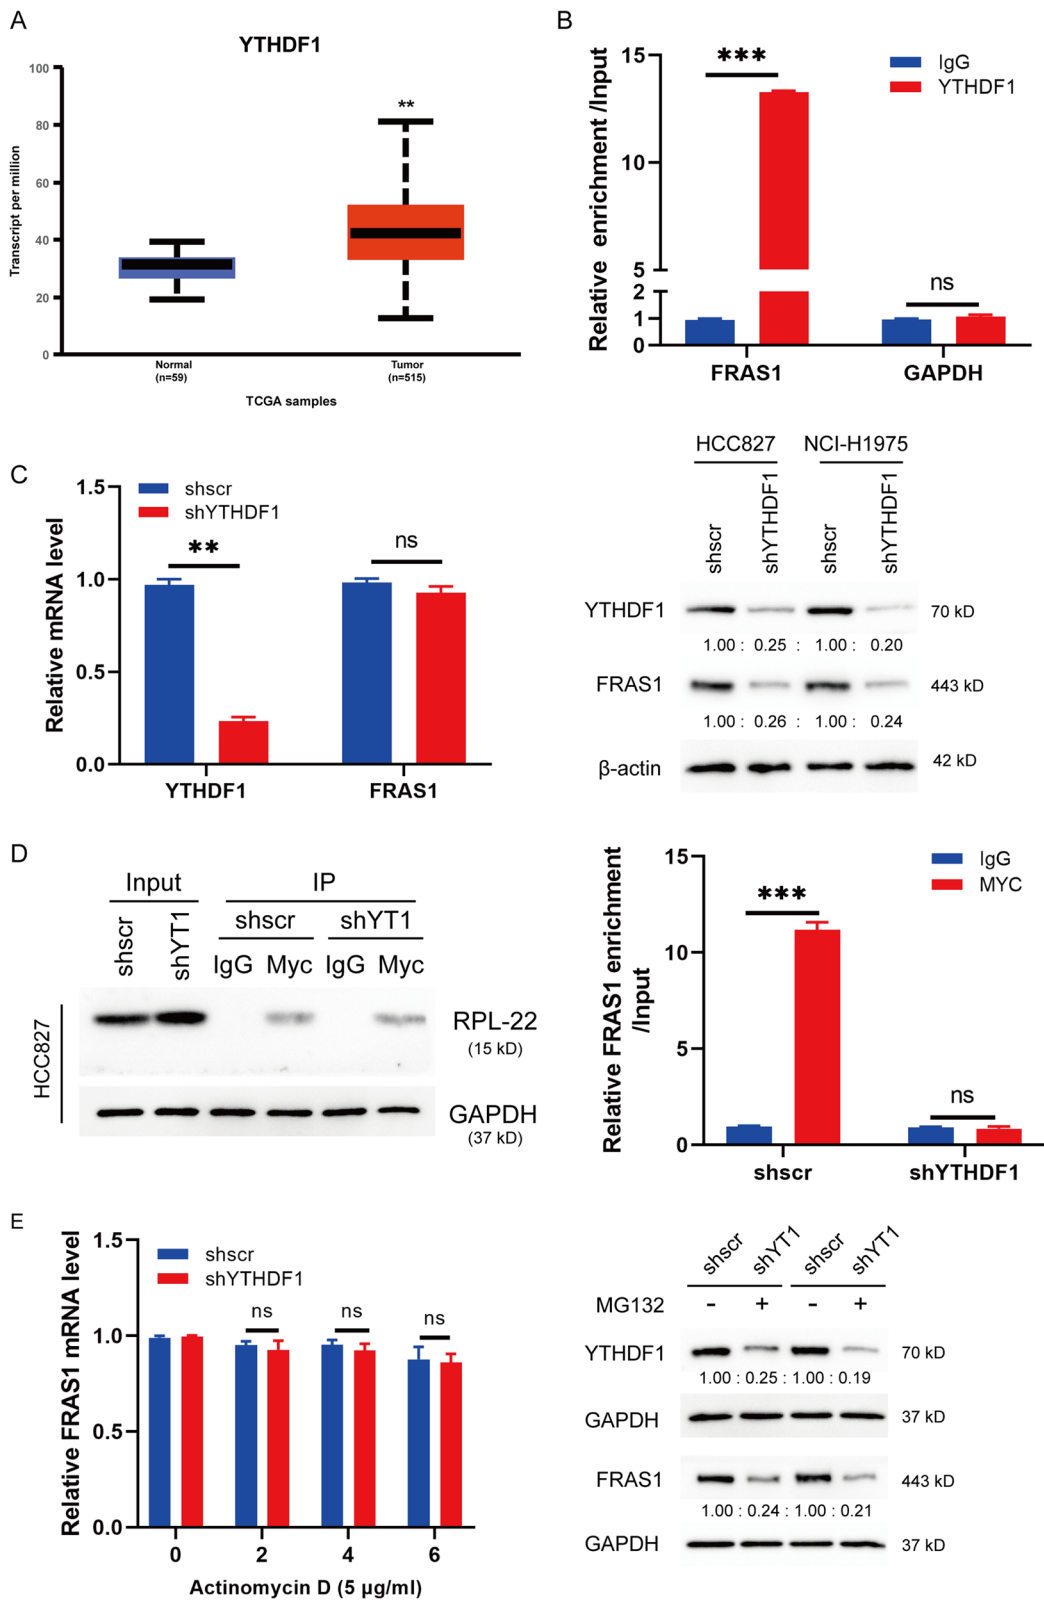 A
YTHDF1
Transcript per million
100
80
60
40
20
0
**
Normal
(n=59)
Tumor
(n=515)
TCGA samples
B
Relative enrichment /Input
15
10
5
2
1
0
***
ns
IgG
YTHDF1
FRAS1
GAPDH
C
Relative mRNA level
1.5
1.0
0.5
0.0
shscr
shYTHDF1
**
ns
YTHDF1
FRAS1
HCC827
NCI-H1975
shscr
shYTHDF1
shscr
shYTHDF1
YTHDF1
70 kD
1.00 : 0.25 : 1.00 : 0.20
FRAS1
443 kD
1.00 : 0.26 : 1.00 : 0.24
β-actin
42 kD
D
Input
IP
shscr
shYT1
shscr
shYT1
IgG Myc IgG Myc
HCC827
RPL-22
(15 kD)
GAPDH
(37 kD)
Relative FRAS1 enrichment
/Input
15
10
5
0
IgG
MYC
***
ns
shscr
shYTHDF1
E
Relative FRAS1 mRNA level
1.5
1.0
0.5
0.0
shscr
shYTHDF1
ns
ns
ns
0 2 4 6
Actinomycin D (5 μg/ml)
shscr
shYT1
shscr
shYT1
MG132 - + - +
YTHDF1
70 kD
1.00 : 0.25 : 1.00 : 0.19
GAPDH
37 kD
FRAS1
443 kD
1.00 : 0.24 : 1.00 : 0.21
GAPDH
37 kD